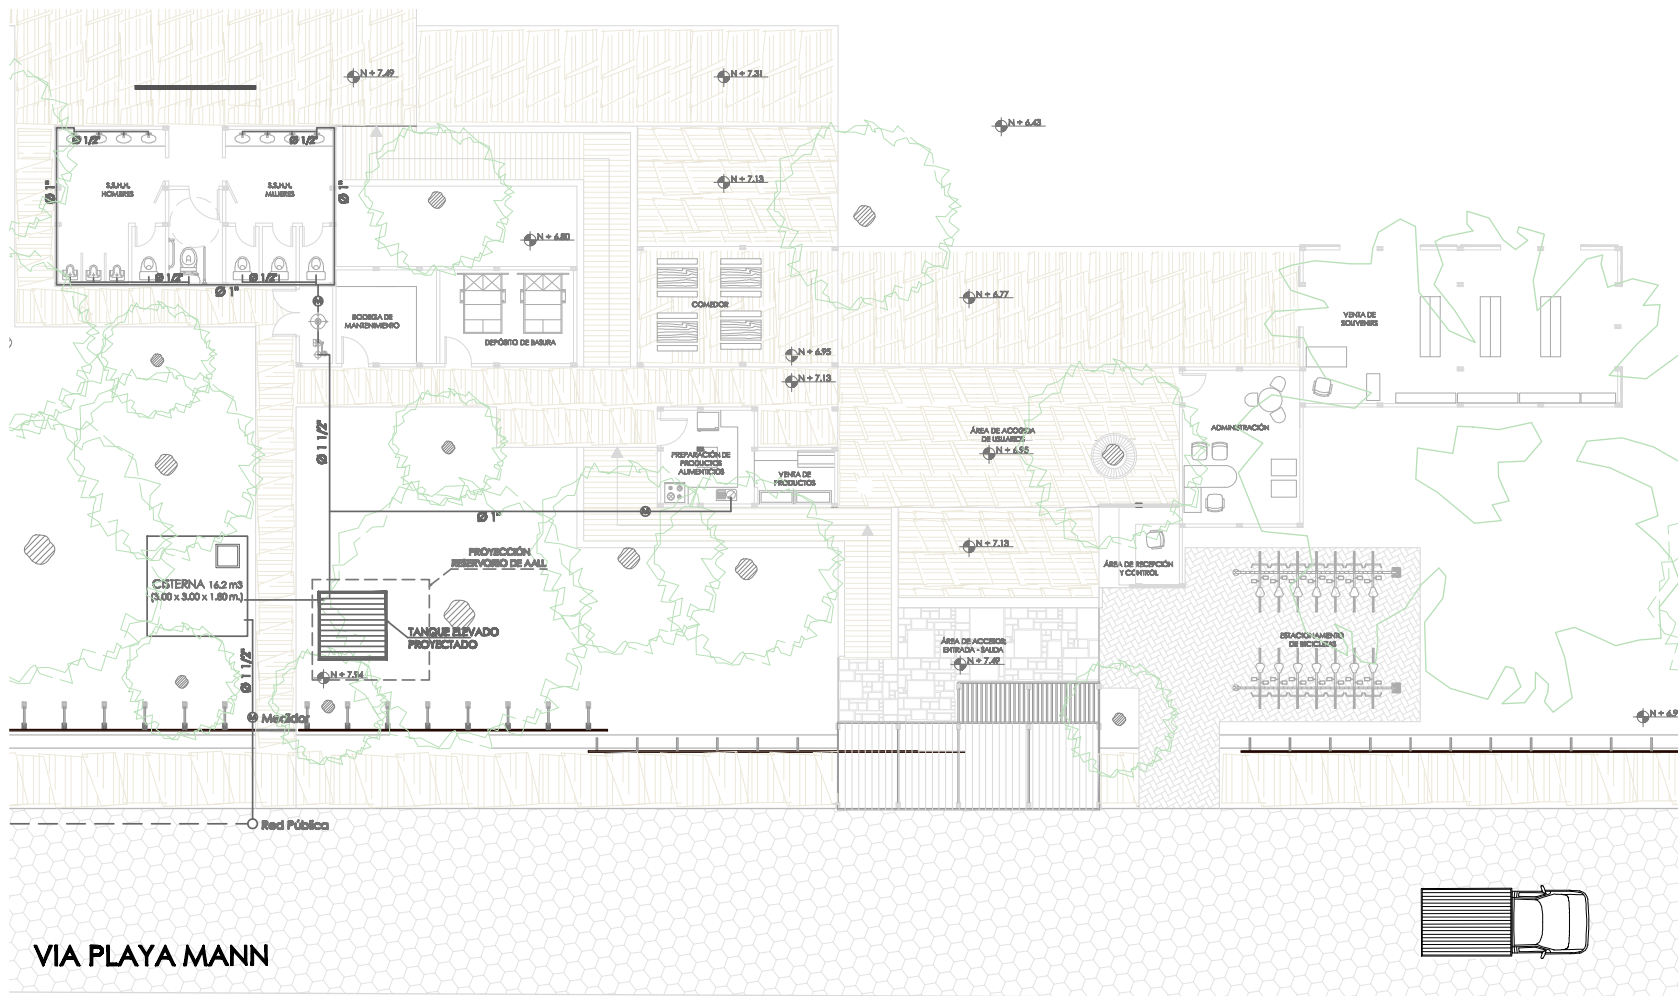 N + 7.49
N + 7.31
N + 6.43
Ø 1/2"
Ø 1/2"
Ø 1"
S.S.H.H.
HOMBRES
S.S.H.H.
MUJERES
Ø 1"
N + 7.13
N + 6.80
Ø 1/2"
Ø 1/2"
Ø 1"
M
BODEGA DE
MANTENIMIENTO
DEPÓSITO DE BASURA
COMEDOR
N + 6.77
VENTA DE
SOUVENIRS
N + 6.95
N + 7.13
Ø 1 1/2"
PREPARACIÓN DE
PRODUCTOS
ALIMENTICIOS
VENTA DE
PRODUCTOS
ÁREA DE ACOGIDA
DE USUARIOS
N + 6.95
ADMINISTRACIÓN
Ø 1"
M
PROYECCIÓN
RESERVORIO DE AALL
N + 7.13
ÁREA DE RECEPCIÓN
Y CONTROL
CISTERNA 16.2 m3
(3.00 x 3.00 x 1.80 m.)
TANQUE ELEVADO
PROYECTADO
ÁREA DE ACCESOS;
ENTRADA - SALIDA
N + 7.49
ESTACIONAMIENTO
DE BICICLETAS
Ø 1 1/2"
N + 7.94
M Medidor
N + 6.9
Red Pública
VIA PLAYA MANN